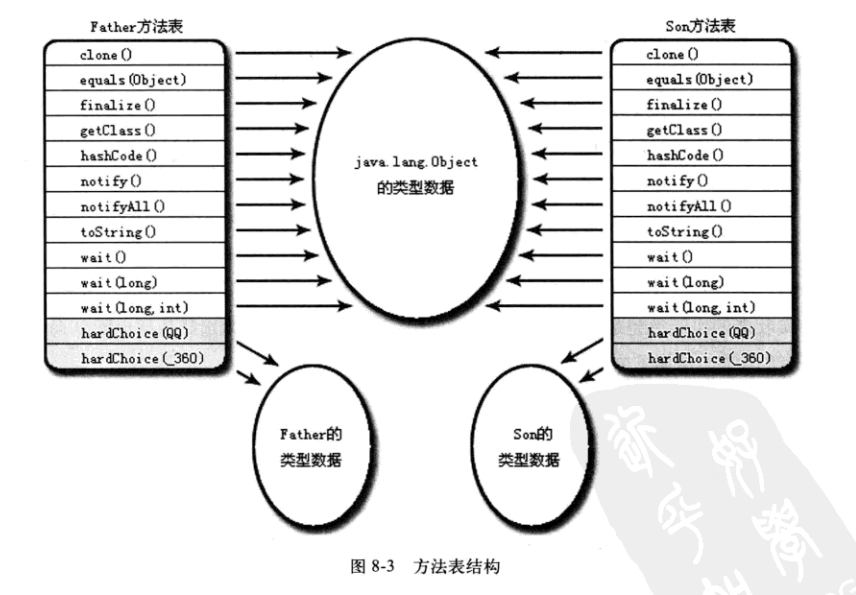 Father方法表
clone()
equals(Object)
finalize()
getClass()
hashCode()
notify()
notifyAll()
toString()
wait()
wait(long)
wait(long,int)
hardChoice(QQ)
hardChoice(_360)
java.lang.Object
的类型数据
Son方法表
clone()
equals(Object)
finalize()
getClass()
hashCode()
notify()
notifyAll()
toString()
wait()
wait(long)
wait(long,int)
hardChoice(QQ)
hardChoice(_360)
Father的
类型数据
Son的
类型数据
图 8-3 方法表结构